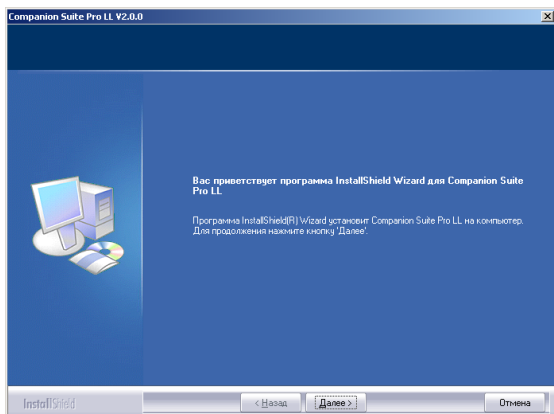 Companion Suite Pro LL V2.0.0
Вас приветствует программа InstallShield Wizard для Companion Suite
Pro LL
Программа InstallShield(R) Wizard установит Companion Suite Pro LL на компьютер.
Для продолжения нажмите кнопку 'Далее'.
InstallShield
< Назад
Далее >
Отмена